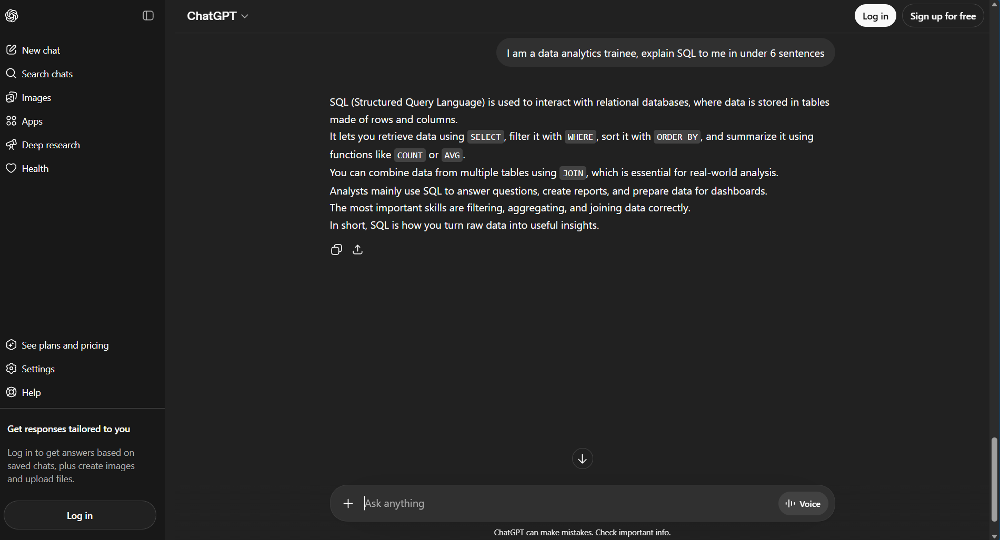 ChatGPT
Log in
Sign up for free
New chat
Search chats
Images
Apps
Deep research
Health
I am a data analytics trainee, explain SQL to me in under 6 sentences
SQL (Structured Query Language) is used to interact with relational databases, where data is stored in tables
made of rows and columns.
It lets you retrieve data using SELECT, filter it with WHERE, sort it with ORDER BY, and summarize it using
functions like COUNT or AVG.
You can combine data from multiple tables using JOIN, which is essential for real-world analysis.
Analysts mainly use SQL to answer questions, create reports, and prepare data for dashboards.
The most important skills are filtering, aggregating, and joining data correctly.
In short, SQL is how you turn raw data into useful insights.
See plans and pricing
Settings
Help
Get responses tailored to you
Log in to get answers based on
saved chats, plus create images
and upload files.
Log in
Ask anything
Voice
ChatGPT can make mistakes. Check important info.